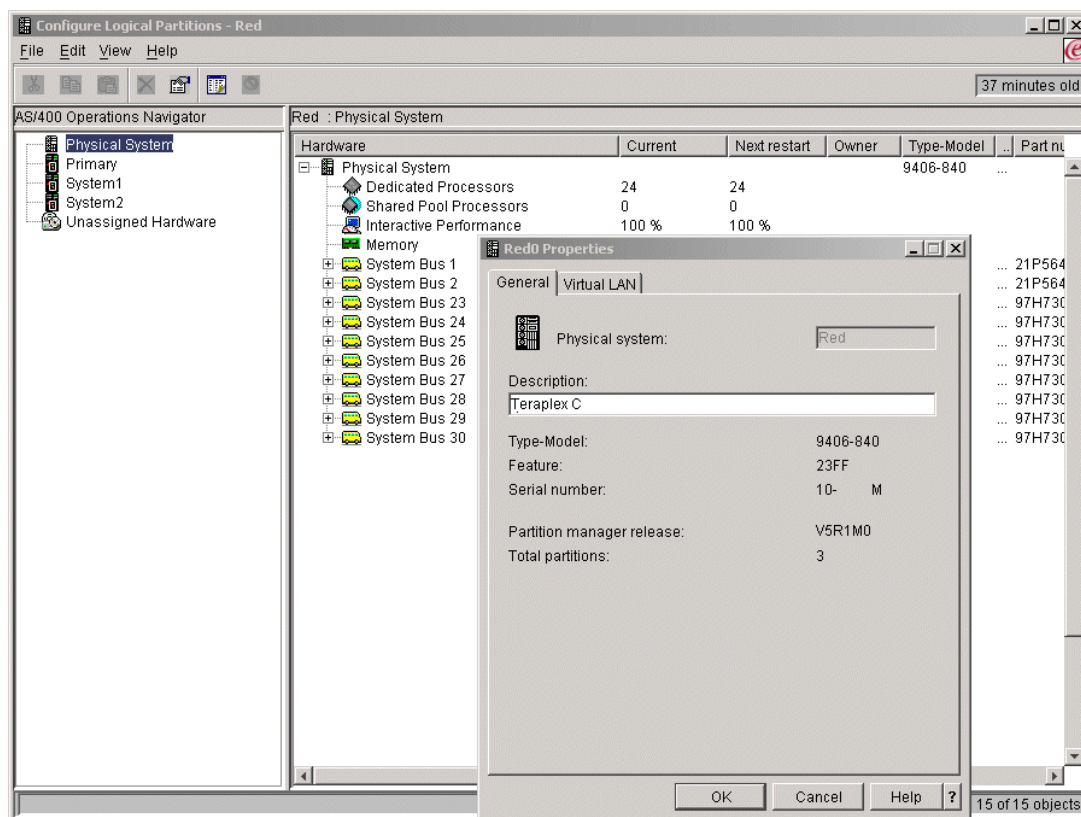 Configure Logical Partitions - Red
File Edit View Help
37 minutes old
AS/400 Operations Navigator
Physical System
Primary
System1
System2
Unassigned Hardware
Red : Physical System
Hardware Current Next restart Owner Type-Model .. Part nu
Physical System 9406-840 ...
Dedicated Processors 24 24
Shared Pool Processors 0 0
Interactive Performance 100 % 100 %
Memory
System Bus 1 ... 21P564
System Bus 2 ... 21P564
System Bus 23 ... 97H730
System Bus 24 ... 97H730
System Bus 25 ... 97H730
System Bus 26 ... 97H730
System Bus 27 ... 97H730
System Bus 28 ... 97H730
System Bus 29 ... 97H730
System Bus 30 ... 97H730
Red0 Properties
General Virtual LAN
Physical system: Red
Description:
Teraplex C
Type-Model: 9406-840
Feature: 23FF
Serial number: 10- M
Partition manager release: V5R1M0
Total partitions: 3
OK Cancel Help ?
15 of 15 objects